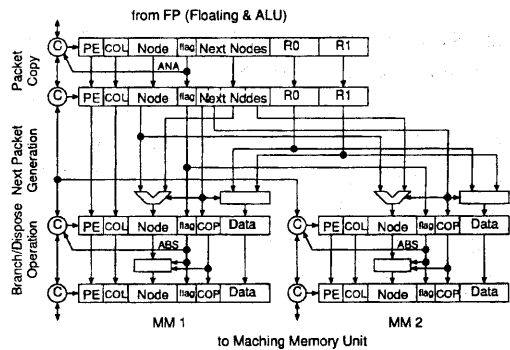 from FP (Floating & ALU)
Packet Copy
C PE COL Node flag Next Nodes R0 R1
ANA
C PE COL Node flag Next Nodes R0 R1
Next Packet Generation
Branch/Dispose Operation
C PE COL Node flag COP Data
C PE COL Node flag COP Data
ABS
ABS
C PE COL Node flag COP Data
C PE COL Node flag COP Data
MM 1
MM 2
to Maching Memory Unit